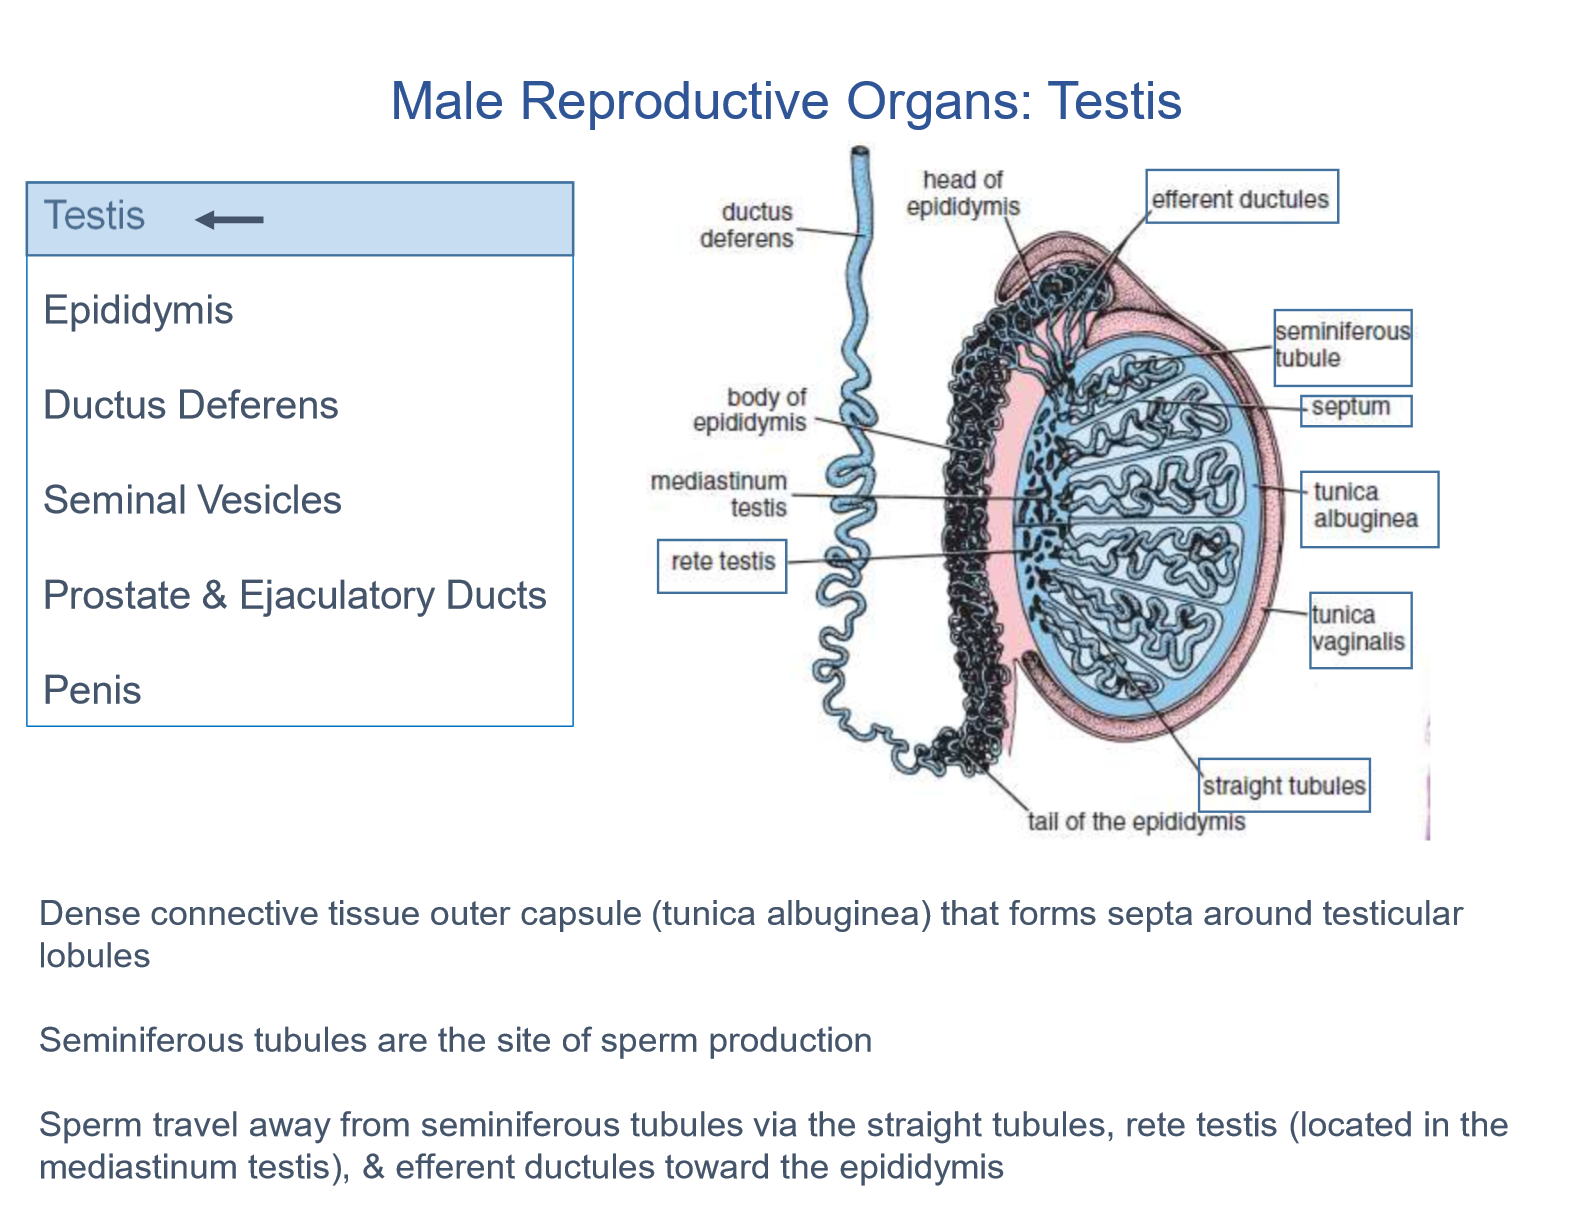 Male Reproductive Organs: Testis
Testis
Epididymis
Ductus Deferens
Seminal Vesicles
Prostate & Ejaculatory Ducts
Penis
head of
epididymis
efferent ductules
ductus
deferens
seminiferous
tubule
septum
body of
epididymis
mediastinum
testis
tunica
albuginea
rete testis
tunica
vaginalis
straight tubules
tail of the epididymis
Dense connective tissue outer capsule (tunica albuginea) that forms septa around testicular
lobules
Seminiferous tubules are the site of sperm production
Sperm travel away from seminiferous tubules via the straight tubules, rete testis (located in the
mediastinum testis), & efferent ductules toward the epididymis